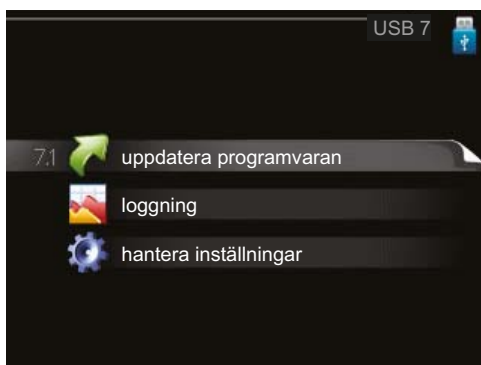 USB 7
7.1 uppdatera programvaran
loggning
hantera inställningar